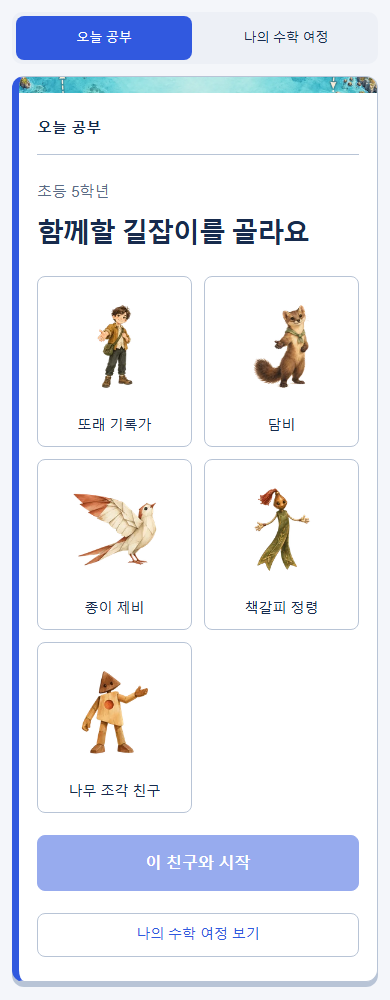 오늘 공부
나의 수학 여정
오늘 공부
초등 5학년
함께할 길잡이를 골라요
또래 기록가
담비
종이 제비
책갈피 정령
나무 조각 친구
이 친구와 시작
나의 수학 여정 보기